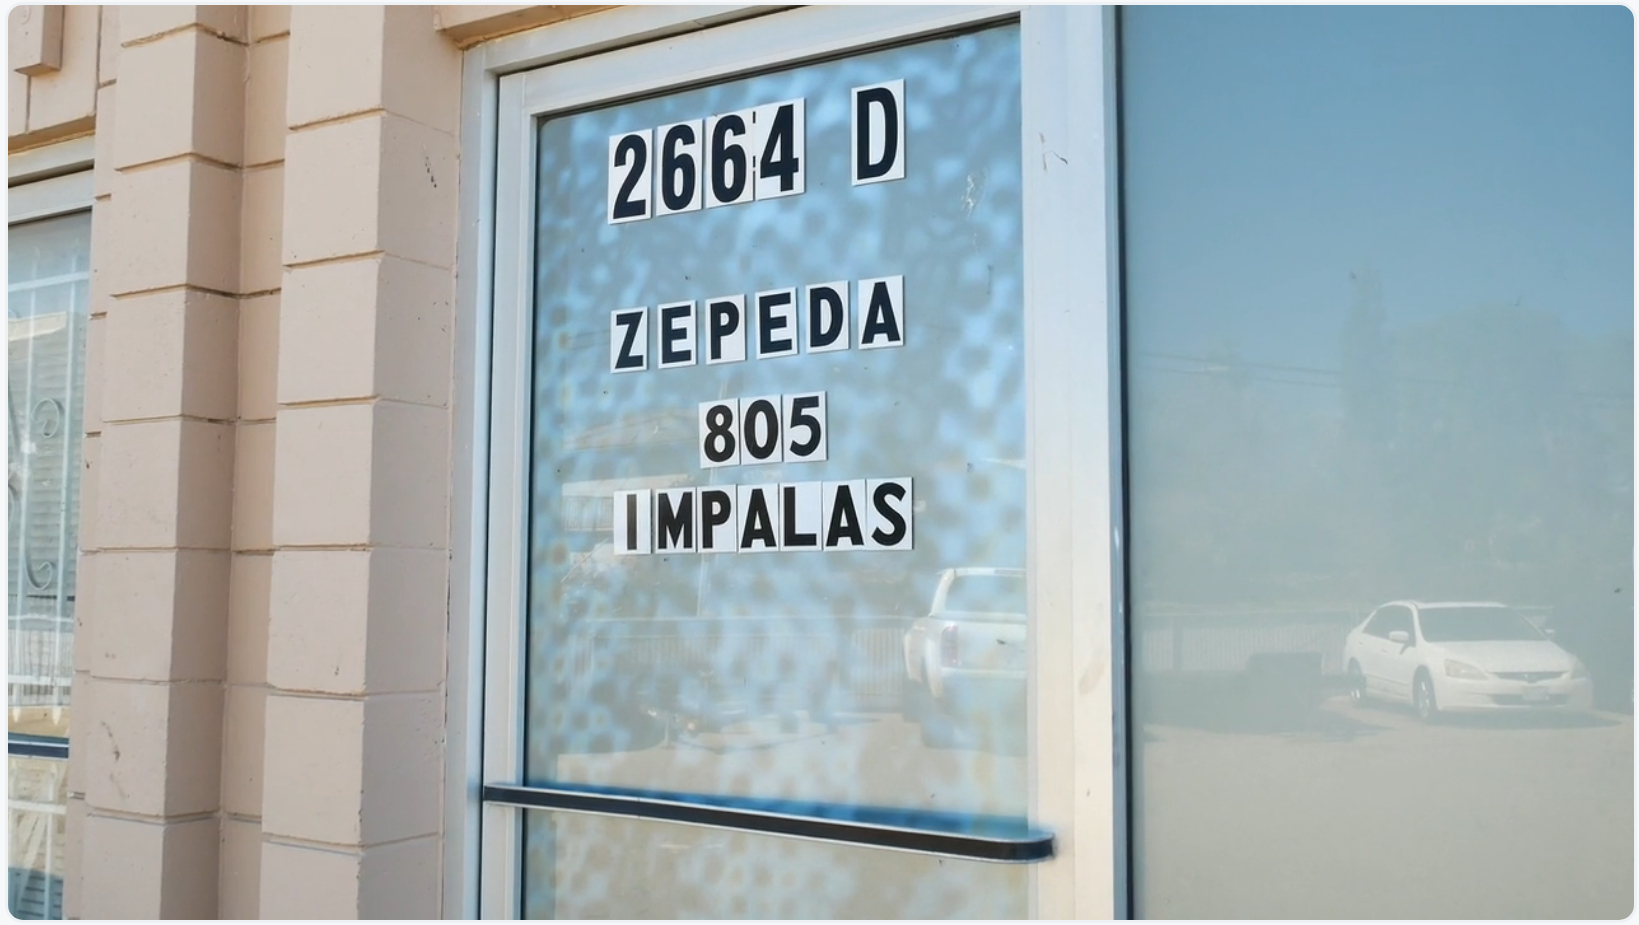 2664 D
ZEPEDA
805
IMPALAS